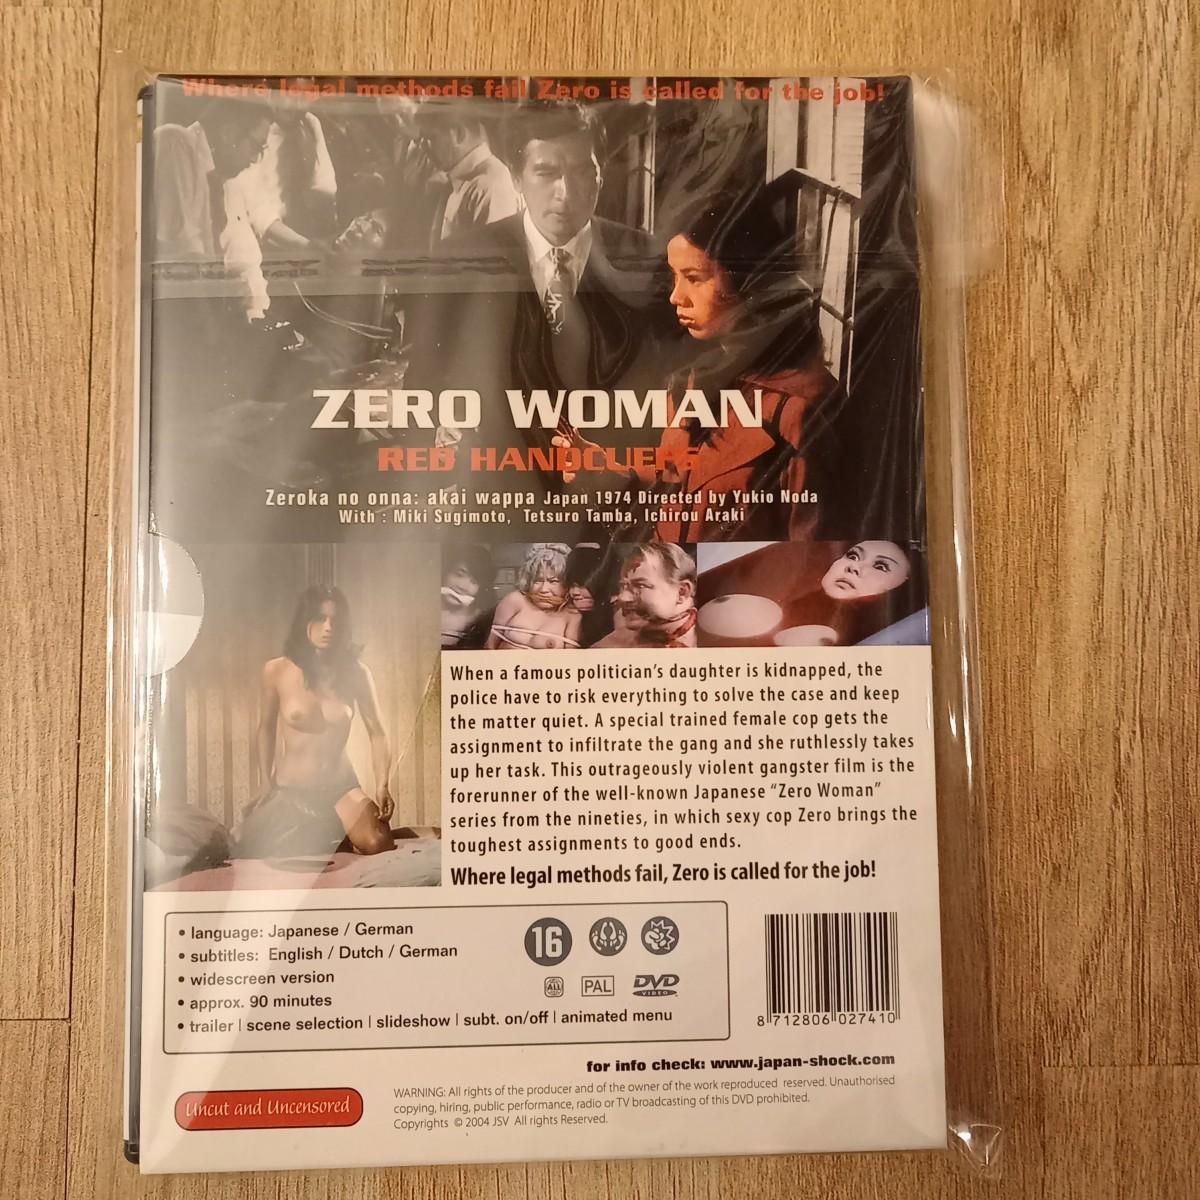 Where legal methods fail Zero is called for the job!
ZERO WOMAN
RED HANDCUFFS
Zeroka no onna: akai wappa Japan 1974 Directed by Yukio Noda
With : Miki Sugimoto, Tetsuro Tamba, Ichirou Araki
When a famous politician's daughter is kidnapped, the
police have to risk everything to solve the case and keep
the matter quiet. A special trained female cop gets the
assignment to infiltrate the gang and she ruthlessly takes
up her task. This outrageously violent gangster film is the
forerunner of the well-known Japanese "Zero Woman"
series from the nineties, in which sexy cop Zero brings the
toughest assignments to good ends.
Where legal methods fail, Zero is called for the job!
• language: Japanese / German
• subtitles: English / Dutch / German
• widescreen version
• approx. 90 minutes
• trailer | scene selection | slideshow | subt. on/off | animated menu
16
ALL PAL DVD
VIDEO
8 712806 027410
for info check: www.japan-shock.com
Uncut and Uncensored
WARNING: All rights of the producer and of the owner of the work reproduced reserved. Unauthorised
copying, hiring, public performance, radio or TV broadcasting of this DVD prohibited.
Copyrights © 2004 JSV All rights Reserved.